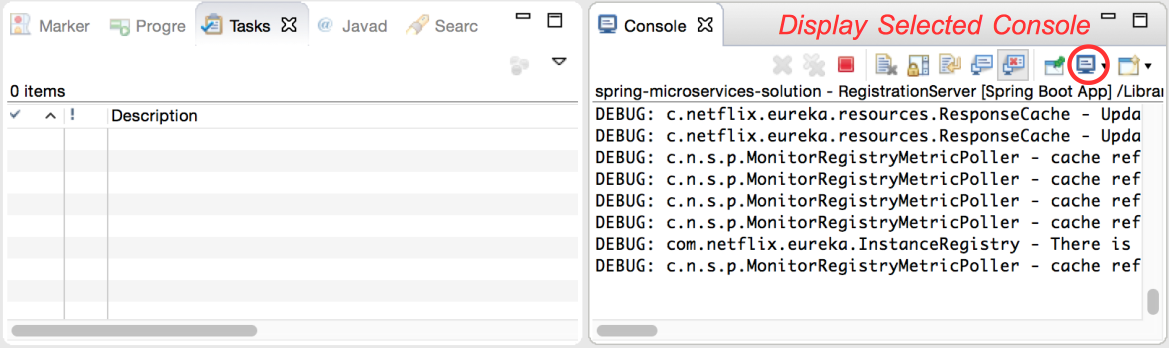 Marker Progre Tasks @ Javad Searc
0 items
! Description
Console Display Selected Console
spring-microservices-solution - RegistrationServer [Spring Boot App] /Librar
DEBUG: c.netflix.eureka.resources.ResponseCache - Upda
DEBUG: c.netflix.eureka.resources.ResponseCache - Upda
DEBUG: c.n.s.p.MonitorRegistryMetricPoller - cache ref
DEBUG: c.n.s.p.MonitorRegistryMetricPoller - cache ref
DEBUG: c.n.s.p.MonitorRegistryMetricPoller - cache ref
DEBUG: c.n.s.p.MonitorRegistryMetricPoller - cache ref
DEBUG: com.netflix.eureka.InstanceRegistry - There is
DEBUG: c.n.s.p.MonitorRegistryMetricPoller - cache ref